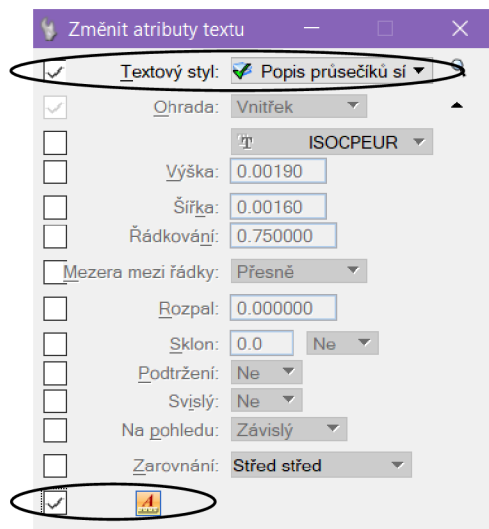 Změnit atributy textu
Textový styl: Popis průsečíků sí
Ohrada: Vnitřek
ISOCPEUR
Výška: 0.00190
Šířka: 0.00160
Řádkování: 0.750000
Mezera mezi řádky: Přesně
Rozpal: 0.000000
Sklon: 0.0 Ne
Podtržení: Ne
Svislý: Ne
Na pohledu: Závislý
Zarovnání: Střed střed
A